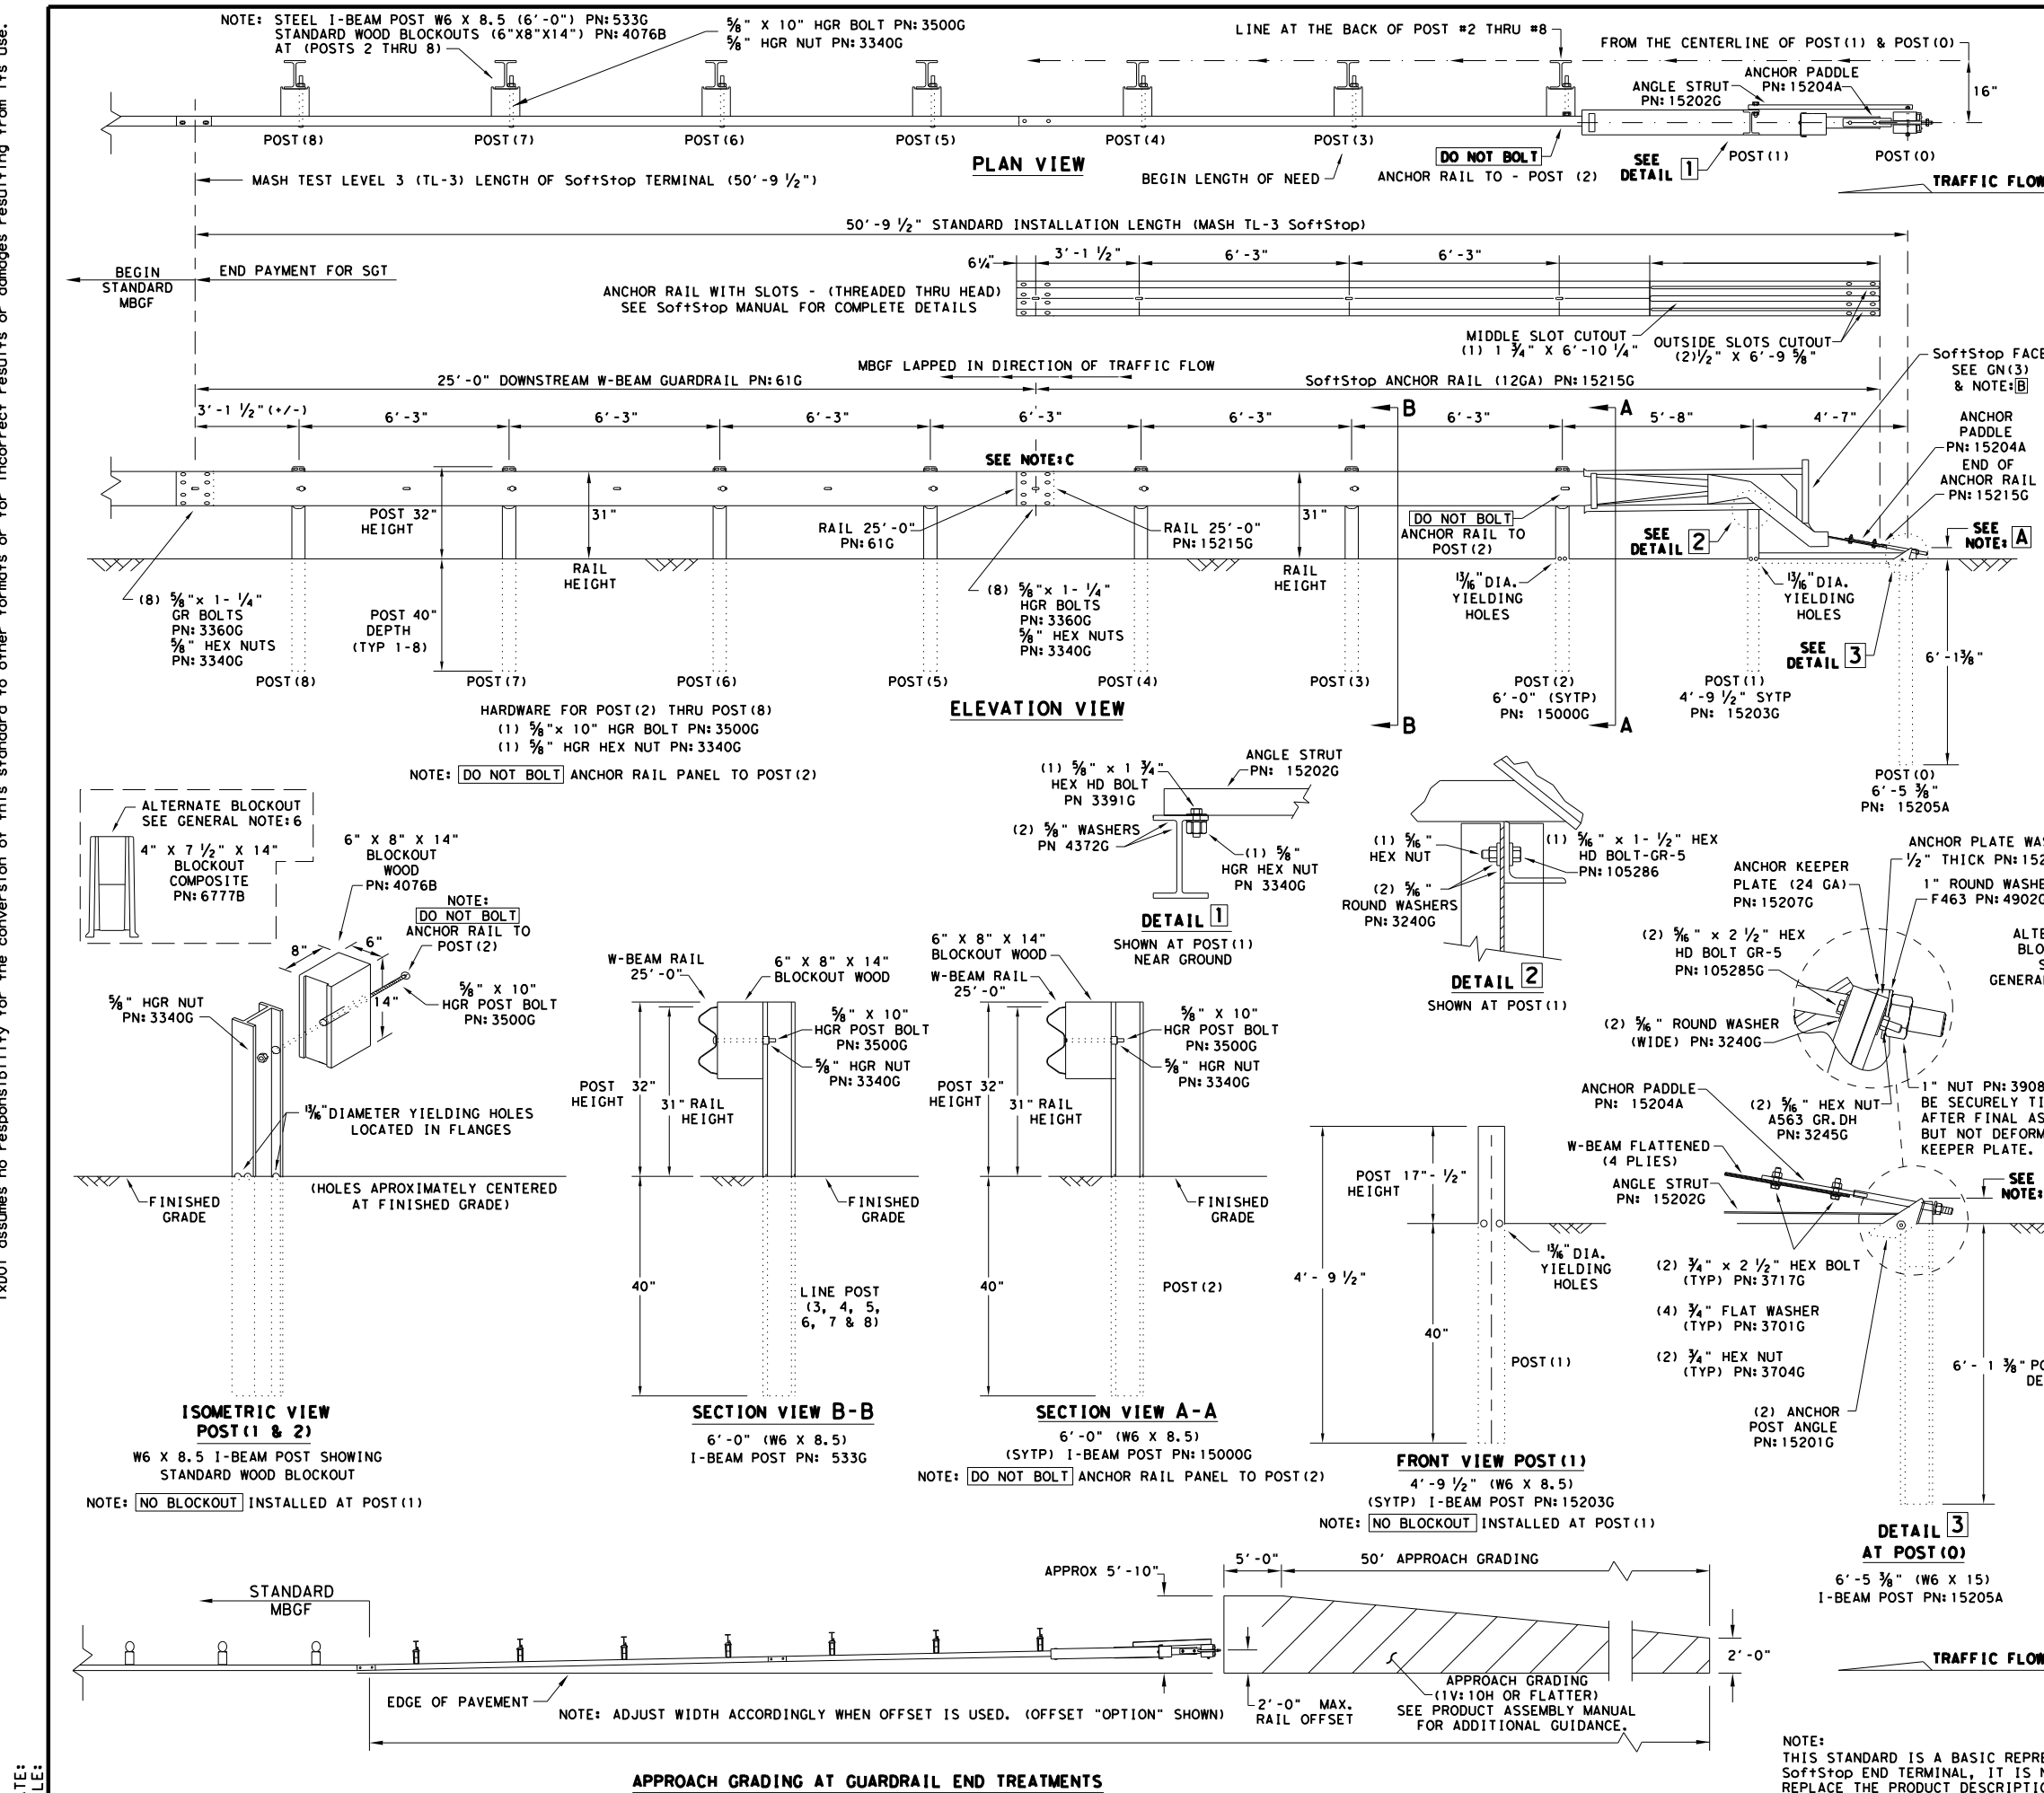 NOTE: STEEL I-BEAM POST W6 X 8.5 (6'-0") PN:533G
STANDARD WOOD BLOCKOUTS (6"X8"X14") PN:4076B
AT (POSTS 2 THRU 8)
⅝" X 10" HGR BOLT PN:3500G
⅝" HGR NUT PN:3340G
LINE AT THE BACK OF POST #2 THRU #8
FROM THE CENTERLINE OF POST(1) & POST(0)
ANGLE STRUT
PN:15202G
ANCHOR PADDLE
PN:15204A
16"
POST(8)
POST(7)
POST(6)
POST(5)
POST(4)
POST(3)
POST(1)
POST(0)
PLAN VIEW
BEGIN LENGTH OF NEED
DO NOT BOLT
ANCHOR RAIL TO - POST (2)
SEE
DETAIL 1
TRAFFIC FLOW
MASH TEST LEVEL 3 (TL-3) LENGTH OF SoftStop TERMINAL (50'-9 ½")
50'-9 ½" STANDARD INSTALLATION LENGTH (MASH TL-3 SoftStop)
BEGIN
STANDARD
MBGF
END PAYMENT FOR SGT
6¼"
3'-1 ½"
6'-3"
6'-3"
ANCHOR RAIL WITH SLOTS - (THREADED THRU HEAD)
SEE SoftStop MANUAL FOR COMPLETE DETAILS
MIDDLE SLOT CUTOUT
(1) 1 ¾" X 6'-10 ¼"
OUTSIDE SLOTS CUTOUT
(2)½" X 6'-9 ⅝"
MBGF LAPPED IN DIRECTION OF TRAFFIC FLOW
25'-0" DOWNSTREAM W-BEAM GUARDRAIL PN:61G
SoftStop ANCHOR RAIL (12GA) PN:15215G
SoftStop FACE
SEE GN(3)
& NOTE:B
3'-1 ½"(+/-)
6'-3"
6'-3"
6'-3"
6'-3"
6'-3"
6'-3"
5'-8"
4'-7"
B
A
ANCHOR
PADDLE
PN:15204A
END OF
ANCHOR RAIL
PN:15215G
SEE NOTE:C
POST 32"
HEIGHT
31"
RAIL
HEIGHT
RAIL 25'-0"
PN:61G
RAIL 25'-0"
PN:15215G
31"
RAIL
HEIGHT
DO NOT BOLT
ANCHOR RAIL TO
POST(2)
SEE
DETAIL 2
SEE
NOTE: A
(8) ⅝"x 1- ¼"
GR BOLTS
PN:3360G
⅝" HEX NUTS
PN:3340G
POST 40"
DEPTH
(TYP 1-8)
(8) ⅝"x 1- ¼"
HGR BOLTS
PN:3360G
⅝" HEX NUTS
PN:3340G
13/16"DIA.
YIELDING
HOLES
13/16"DIA.
YIELDING
HOLES
SEE
DETAIL 3
6'-1⅜"
POST(8)
POST(7)
POST(6)
POST(5)
POST(4)
POST(3)
POST(2)
6'-0" (SYTP)
PN: 15000G
POST(1)
4'-9 ½" SYTP
PN: 15203G
ELEVATION VIEW
B
A
HARDWARE FOR POST(2) THRU POST(8)
(1) ⅝"x 10" HGR BOLT PN:3500G
(1) ⅝" HGR HEX NUT PN:3340G
NOTE: DO NOT BOLT ANCHOR RAIL PANEL TO POST(2)
POST(0)
6'-5 ⅜"
PN: 15205A
ALTERNATE BLOCKOUT
SEE GENERAL NOTE:6
4" X 7 ½" X 14"
BLOCKOUT
COMPOSITE
PN:6777B
6" X 8" X 14"
BLOCKOUT
WOOD
PN:4076B
NOTE:
DO NOT BOLT
ANCHOR RAIL TO
POST(2)
8"
6"
14"
⅝" X 10"
HGR POST BOLT
PN:3500G
⅝" HGR NUT
PN:3340G
13/16"DIAMETER YIELDING HOLES
LOCATED IN FLANGES
FINISHED
GRADE
(HOLES APROXIMATELY CENTERED
AT FINISHED GRADE)
ISOMETRIC VIEW
POST(1 & 2)
W6 X 8.5 I-BEAM POST SHOWING
STANDARD WOOD BLOCKOUT
NOTE: NO BLOCKOUT INSTALLED AT POST(1)
(1) ⅝" x 1 ¾"
HEX HD BOLT
PN 3391G
ANGLE STRUT
PN: 15202G
(2) ⅝" WASHERS
PN 4372G
(1) ⅝"
HGR HEX NUT
PN 3340G
DETAIL 1
SHOWN AT POST(1)
NEAR GROUND
(1) 5/16"
HEX NUT
(1) 5/16" x 1- ½" HEX
HD BOLT-GR-5
PN:105286
(2) 5/16"
ROUND WASHERS
PN:3240G
DETAIL 2
SHOWN AT POST(1)
ANCHOR KEEPER
PLATE (24 GA)
PN:15207G
1" ROUND WASHE
F463 PN:4902G
(2) 5/16" x 2 ½" HEX
HD BOLT GR-5
PN:105285G
(2) 5/16" ROUND WASHER
(WIDE) PN:3240G
(2) 5/16" HEX NUT
A563 GR.DH
PN:3245G
1" NUT PN:3908
BE SECURELY TI
AFTER FINAL AS
BUT NOT DEFORM
KEEPER PLATE.
W-BEAM RAIL
25'-0"
6" X 8" X 14"
BLOCKOUT WOOD
⅝" X 10"
HGR POST BOLT
PN:3500G
⅝" HGR NUT
PN:3340G
POST 32"
HEIGHT
31" RAIL
HEIGHT
FINISHED
GRADE
40"
LINE POST
(3, 4, 5,
6, 7 & 8)
SECTION VIEW B-B
6'-0" (W6 X 8.5)
I-BEAM POST PN: 533G
6" X 8" X 14"
BLOCKOUT WOOD
W-BEAM RAIL
25'-0"
⅝" X 10"
HGR POST BOLT
PN:3500G
⅝" HGR NUT
PN:3340G
POST 32"
HEIGHT
31" RAIL
HEIGHT
FINISHED
GRADE
40"
POST(2)
SECTION VIEW A-A
6'-0" (W6 X 8.5)
(SYTP) I-BEAM POST PN:15000G
NOTE: DO NOT BOLT ANCHOR RAIL PANEL TO POST(2)
POST 17"- ½"
HEIGHT
13/16"DIA.
YIELDING
HOLES
4'- 9 ½"
40"
POST(1)
FRONT VIEW POST(1)
4'-9 ½" (W6 X 8.5)
(SYTP) I-BEAM POST PN:15203G
NOTE: NO BLOCKOUT INSTALLED AT POST(1)
ANCHOR PADDLE
PN: 15204A
W-BEAM FLATTENED
(4 PLIES)
ANGLE STRUT
PN: 15202G
SEE
NOTE:
(2) ¾" x 2 ½" HEX BOLT
(TYP) PN:3717G
(4) ¾" FLAT WASHER
(TYP) PN:3701G
(2) ¾" HEX NUT
(TYP) PN:3704G
(2) ANCHOR
POST ANGLE
PN:15201G
6'- 1 ⅜"
DETAIL 3
AT POST(0)
6'-5 ⅜" (W6 X 15)
I-BEAM POST PN:15205A
STANDARD
MBGF
APPROX 5'-10"
5'-0"
50' APPROACH GRADING
2'-0"
TRAFFIC FLOW
EDGE OF PAVEMENT
NOTE: ADJUST WIDTH ACCORDINGLY WHEN OFFSET IS USED. (OFFSET "OPTION" SHOWN)
2'-0" MAX.
RAIL OFFSET
APPROACH GRADING
(1V:10H OR FLATTER)
SEE PRODUCT ASSEMBLY MANUAL
FOR ADDITIONAL GUIDANCE.
APPROACH GRADING AT GUARDRAIL END TREATMENTS
NOTE:
THIS STANDARD IS A BASIC REPRE
SoftStop END TERMINAL, IT IS N
REPLACE THE PRODUCT DESCRIPTIO